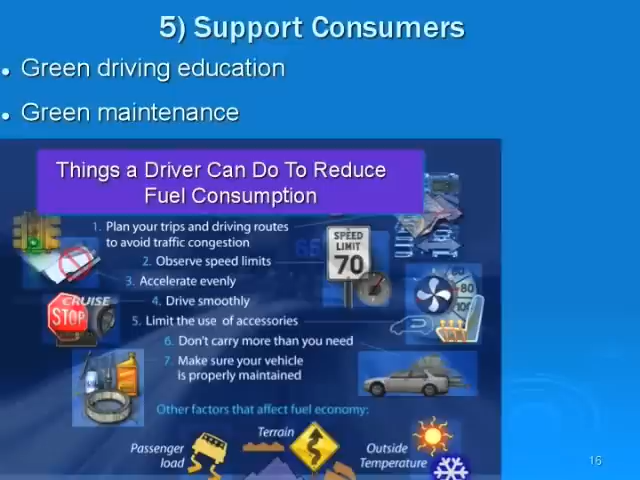 5) Support Consumers
Green driving education
Green maintenance
Things a Driver Can Do To Reduce
Fuel Consumption
1. Plan your trips and driving routes
to avoid traffic congestion
2. Observe speed limits
3. Accelerate evenly
4. Drive smoothly
5. Limit the use of accessories
6. Don't carry more than you need
7. Make sure your vehicle
is properly maintained
SPEED
LIMIT
70
CRUISE
STOP
60
80
100
Other factors that affect fuel economy:
Passenger
load
Terrain
Outside
Temperature
16